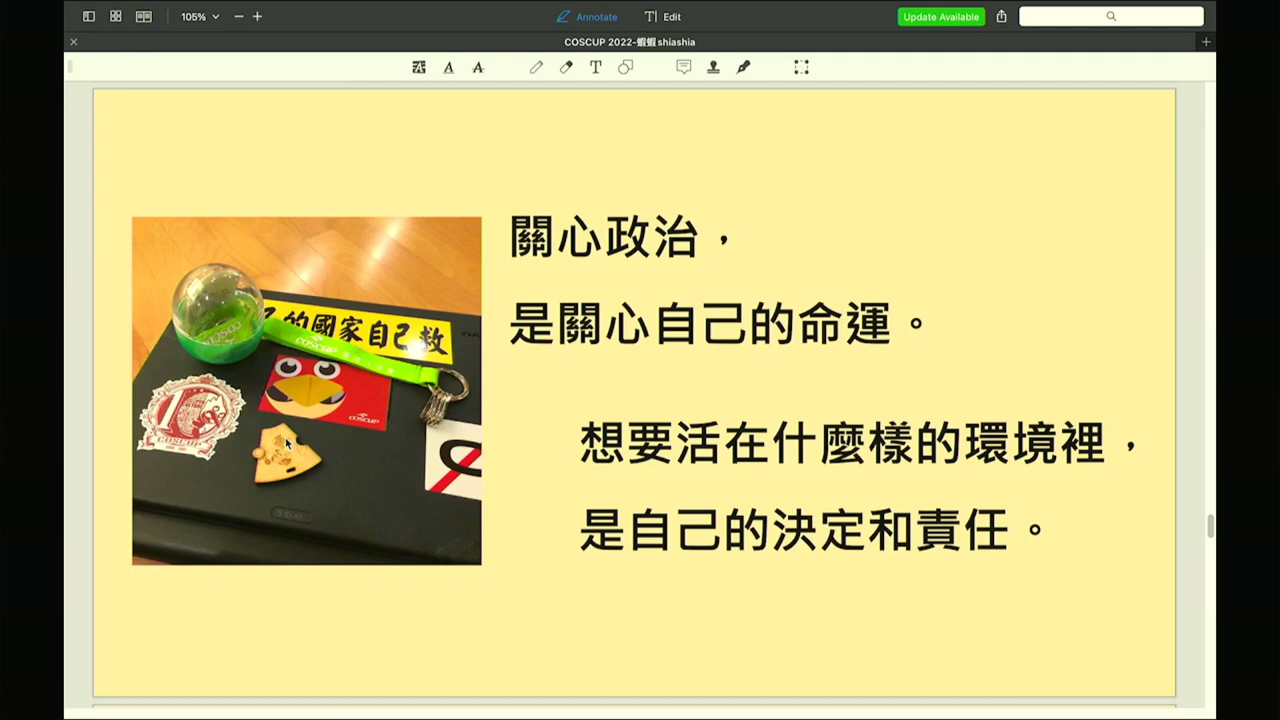 105%
Annotate
Edit
Update Available
COSCUP 2022-蝦蝦 shiashia
關心政治，
是關心自己的命運。
想要活在什麼樣的環境裡，
是自己的決定和責任。
的國家自己救
COSCUP
COSCUP
COSCUP
COSCUP